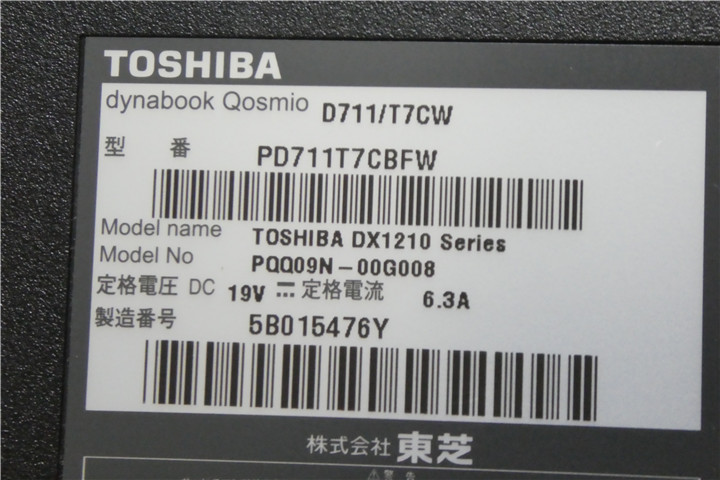 TOSHIBA
dynabook Qosmio D711/T7CW
型 番 PD711T7CBFW
Model name TOSHIBA DX1210 Series
Model No PQQ09N-00G008
定格電圧 DC 19V 定格電流 6.3A
製造番号 5B015476Y
株式会社 東芝